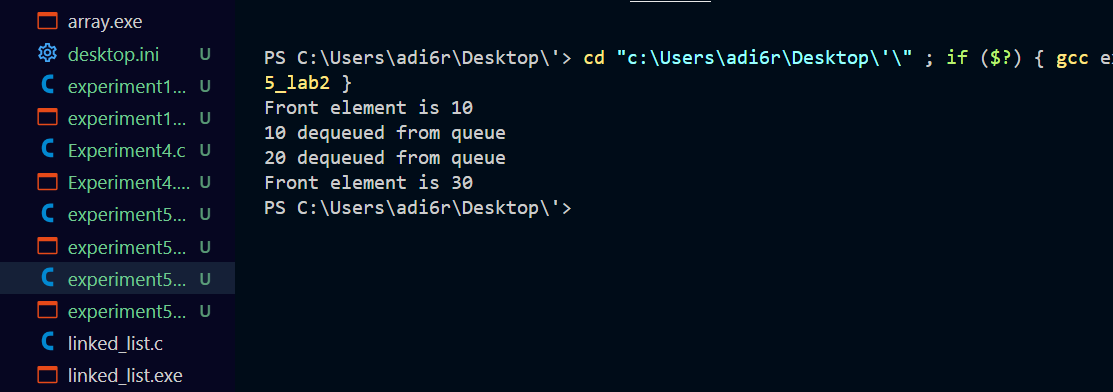 array.exe
desktop.ini U
experiment1... U
experiment1... U
Experiment4.c U
Experiment4.... U
experiment5... U
experiment5... U
experiment5... U
experiment5... U
linked_list.c
linked_list.exe
PS C:\Users\adi6r\Desktop\'> cd "c:\Users\adi6r\Desktop\'\" ; if ($?) { gcc e
5_lab2 }
Front element is 10
10 dequeued from queue
20 dequeued from queue
Front element is 30
PS C:\Users\adi6r\Desktop\'>